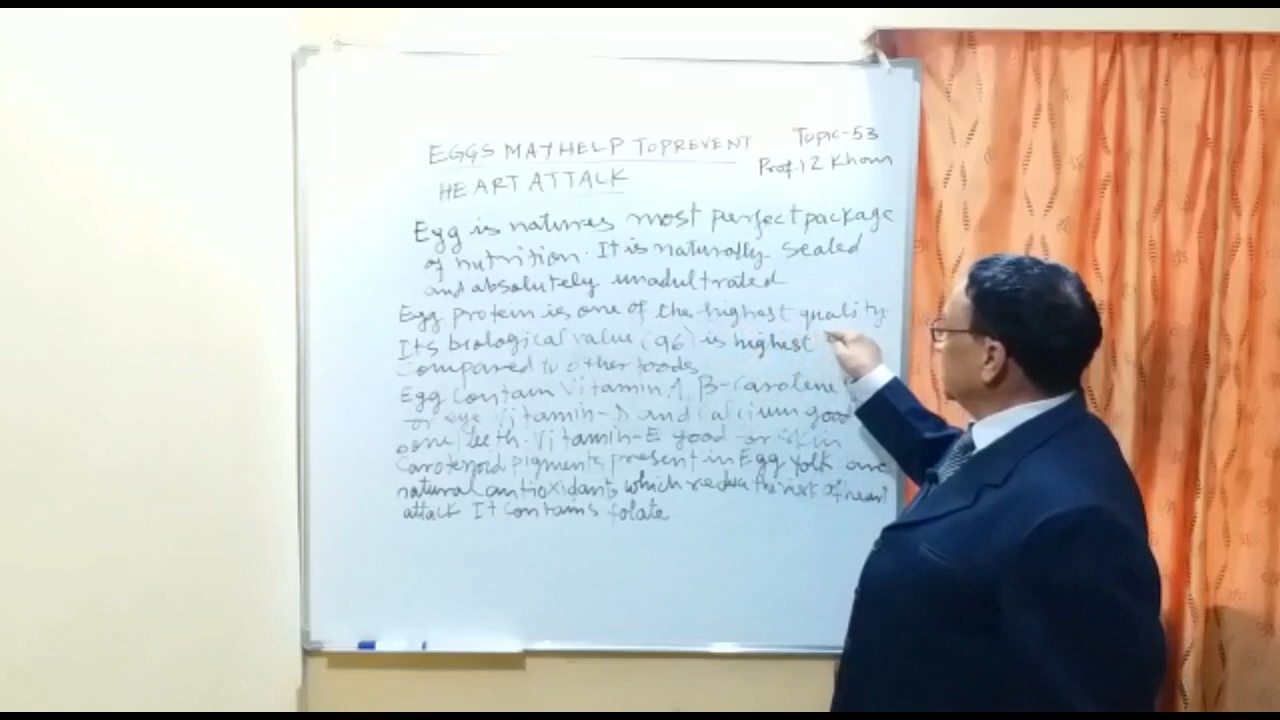 EGGS MAY HELP TO PREVENT
HEART ATTACK
Topic-53
Prof. IZ Khan
Egg is natures most perfect package
of nutrition. It is naturally sealed
and absolutely unadultrated
Egg protein is one of the highest quality.
Its biological value (96) is highest
compared to other foods
Egg contain Vitamin A, β-Carotene
for eye Vitamin-D and calcium good
bone/teeth. Vitamin-E good for skin
Carotenoid pigments present in Egg yolk are
natural antioxidants which reduce the risk of heart
attack It contains folate